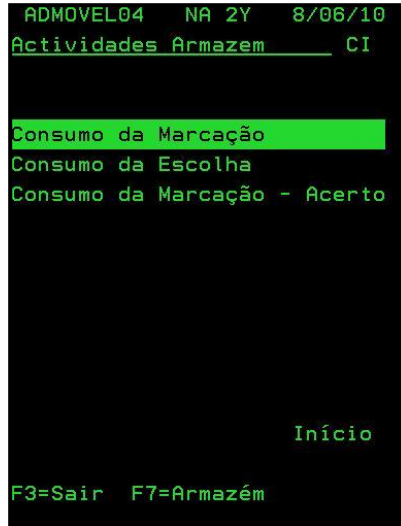 ADMOVEL04 NA 2Y 8/06/10
Actividades Armazem CI
Consumo da Marcação
Consumo da Escolha
Consumo da Marcação - Acerto
Início
F3=Sair F7=Armazém